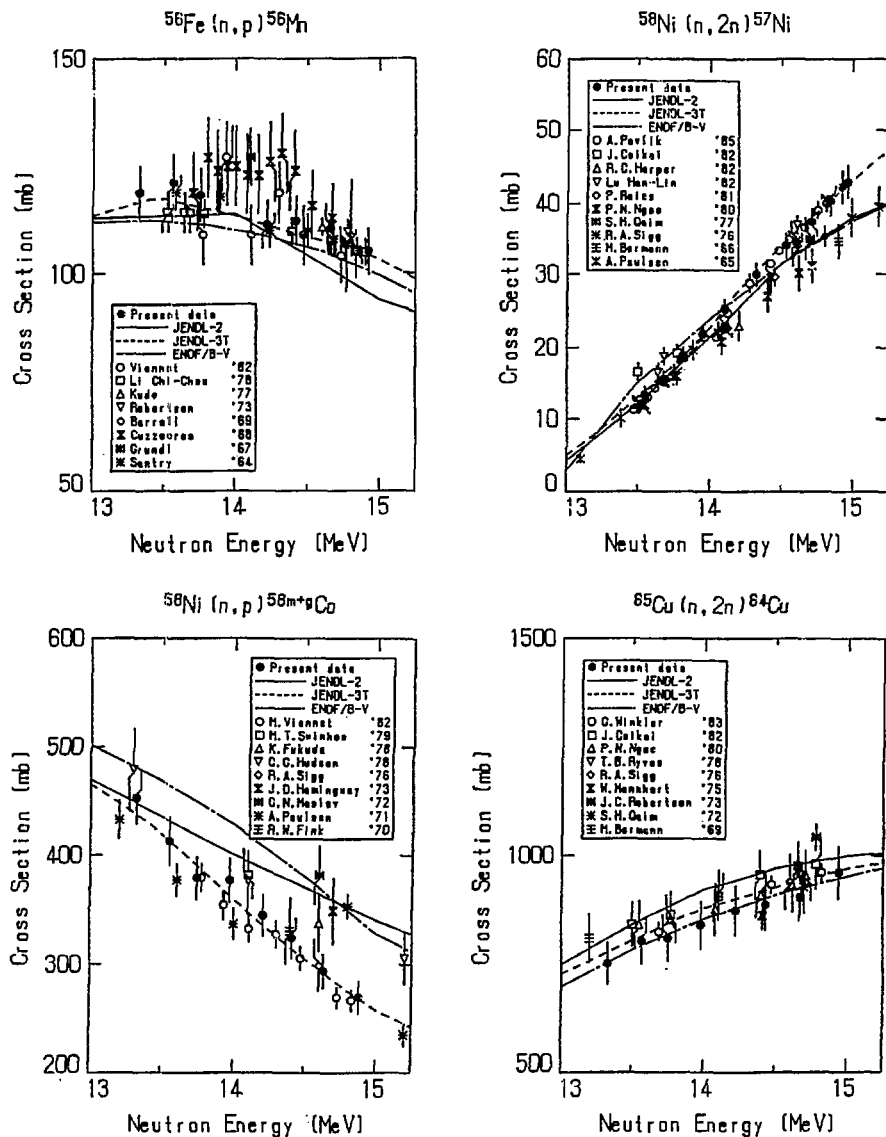 ⁵⁶Fe(n,p)⁵⁶Mn
150
100
50
Cross Section (mb)
13 14 15
Neutron Energy (MeV)
Present data
JENDL-2
JENDL-3T
ENDF/B-V
Viennot '82
Li Chi-Chou '78
Kudo '77
Robertson '73
Barrall '69
Cuzzocrea '68
Grundl '67
Santry '64
⁵⁸Ni(n,2n)⁵⁷Ni
60
50
40
30
20
10
0
Cross Section (mb)
13 14 15
Neutron Energy (MeV)
Present data
JENDL-2
JENDL-3T
ENDF/B-V
A.Pavlik '85
J.Csikai '82
R.C.Harper '82
Lu Han-Lin '82
P.Raics '81
P.N.Ngoc '80
S.M.Qaim '77
R.A.Sigg '76
M.Bormann '66
A.Paulsen '65
⁵⁸Ni(n,p)⁵⁸ᵐ⁺ᵍCo
600
500
400
300
200
Cross Section (mb)
13 14 15
Neutron Energy (MeV)
Present data
JENDL-2
JENDL-3T
ENDF/B-V
M.Viennot '82
M.T.Swinhoe '79
K.Fukuda '78
C.G.Hudson '78
R.A.Sigg '76
J.D.Hemingway '73
G.N.Maslov '72
A.Paulsen '71
R.W.Fink '70
⁶⁵Cu(n,2n)⁶⁴Cu
1500
1000
500
Cross Section (mb)
13 14 15
Neutron Energy (MeV)
Present data
JENDL-2
JENDL-3T
ENDF/B-V
G.Winkler '83
J.Csikai '82
P.N.Ngoc '80
T.B.Ryves '78
R.A.Sigg '76
W.Mannhart '75
J.C.Robertson '73
S.M.Qaim '72
M.Bormann '69